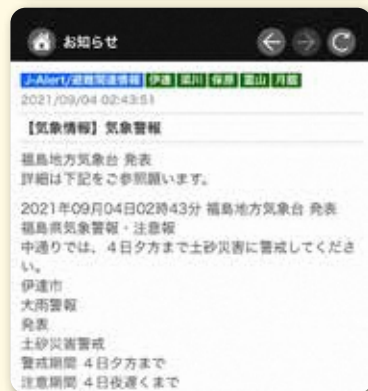 お知らせ
J-Alert/避難関連情報 伊達 梁川 保原 霊山 月舘
2021/09/04 02:43:51
【気象情報】気象警報
福島地方気象台 発表
詳細は下記をご参照願います。
2021年09月04日02時43分 福島地方気象台 発表
福島県気象警報・注意報
中通りでは、4日夕方まで土砂災害に警戒してくださ
い。
伊達市
大雨警報
発表
土砂災害警戒
警戒期間 4日夕方まで
注意期間 4日夜遅くまで